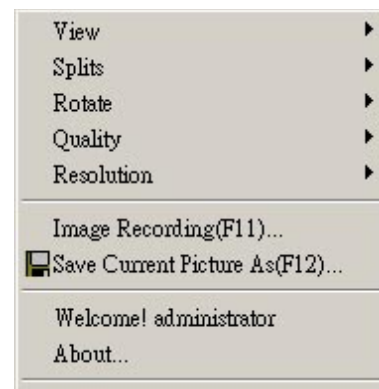 View
Splits
Rotate
Quality
Resolution
Image Recording(F11)...
Save Current Picture As(F12)...
Welcome! administrator
About...